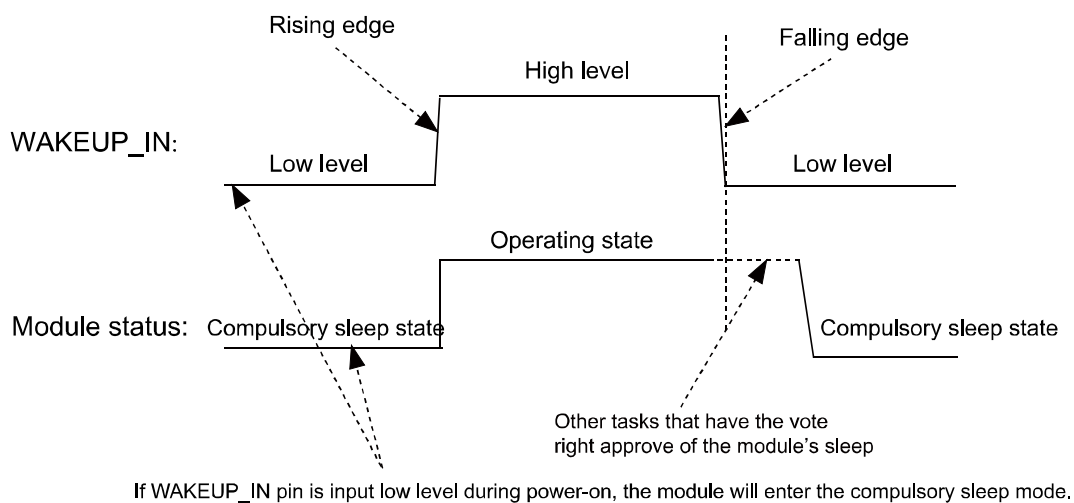 Rising edge
Falling edge
High level
WAKEUP_IN:
Low level
Low level
Operating state
Module status:
Compulsory sleep state
Compulsory sleep state
Other tasks that have the vote
right approve of the module's sleep
If WAKEUP_IN pin is input low level during power-on, the module will enter the compulsory sleep mode.